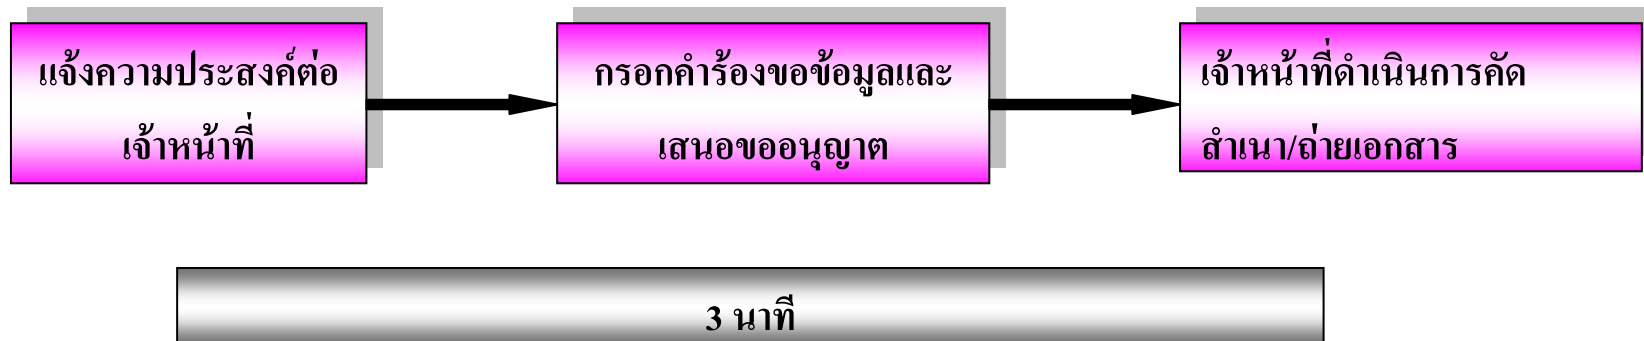 แจ้งความประสงค์ต่อ
เจ้าหน้าที่
กรอกคำร้องขอข้อมูลและ
เสนอขออนุญาต
เจ้าหน้าที่ดำเนินการคัด
สำเนา/ถ่ายเอกสาร
3 นาที